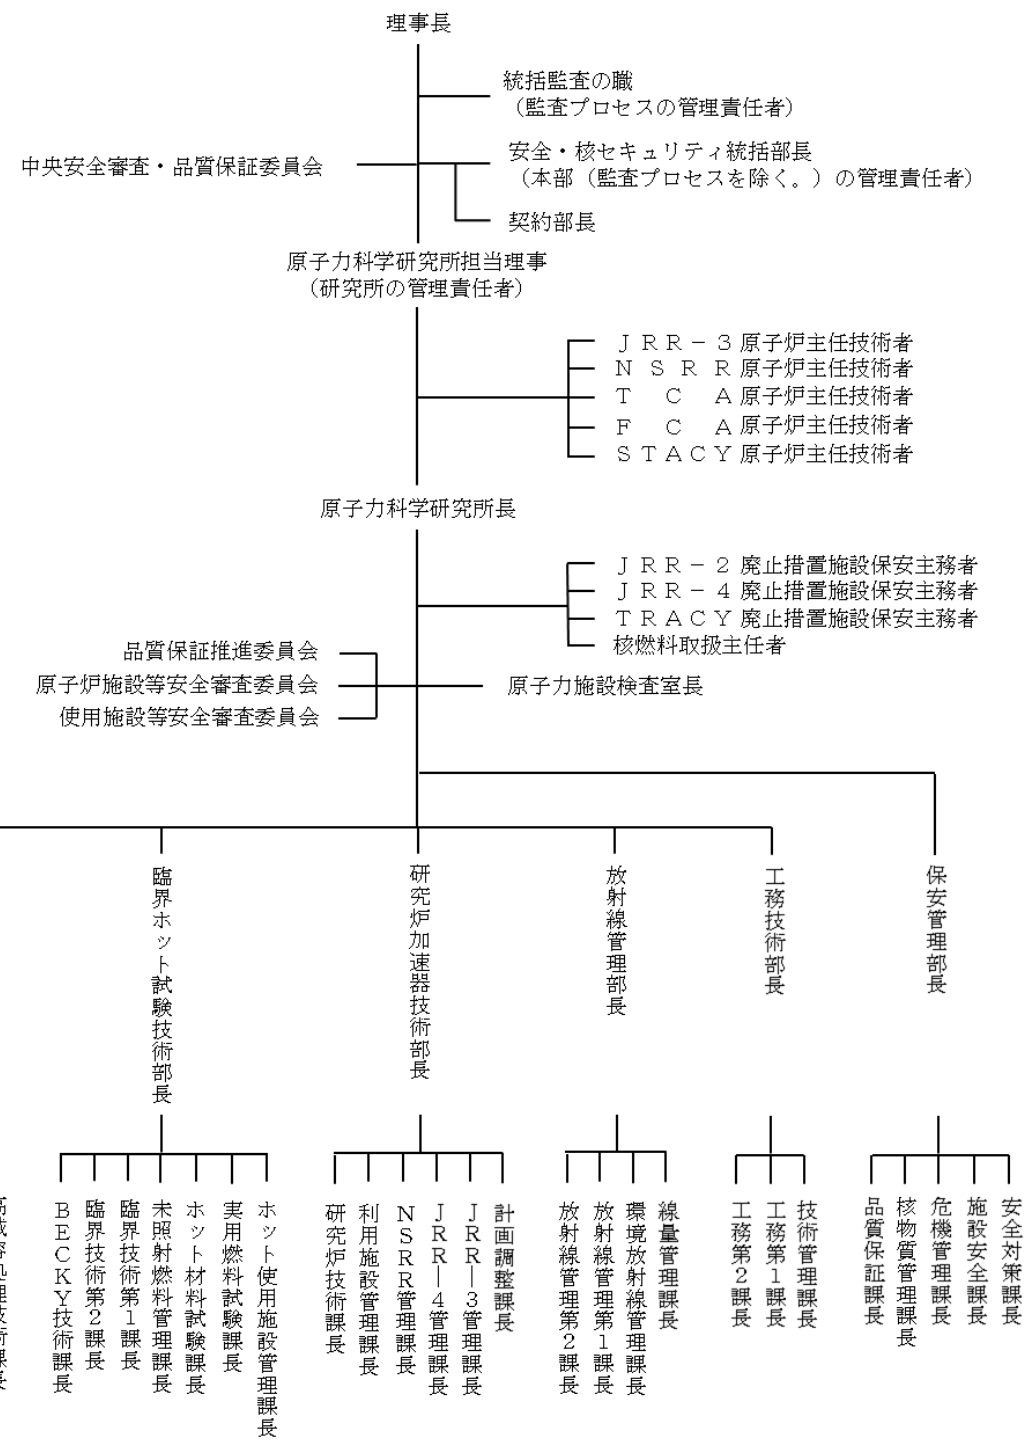 理事長
統括監査の職
（監査プロセスの管理責任者）
中央安全審査・品質保証委員会
安全・核セキュリティ統括部長
（本部（監査プロセスを除く。）の管理責任者）
契約部長
原子力科学研究所担当理事
（研究所の管理責任者）
ＪＲＲ－３原子炉主任技術者
ＮＳＲＲ原子炉主任技術者
ＴＣＡ原子炉主任技術者
ＦＣＡ原子炉主任技術者
ＳＴＡＣＹ原子炉主任技術者
原子力科学研究所長
ＪＲＲ－２廃止措置施設保安主務者
ＪＲＲ－４廃止措置施設保安主務者
ＴＲＡＣＹ廃止措置施設保安主務者
核燃料取扱主任者
品質保証推進委員会
原子炉施設等安全審査委員会
使用施設等安全審査委員会
原子力施設検査室長
保安管理部長
工務技術部長
放射線管理部長
研究炉加速器技術部長
臨界ホット試験技術部長
安全対策課長
施設安全課長
危機管理課長
核物質管理課長
品質保証課長
技術管理課長
工務第１課長
工務第２課長
線量管理課長
環境放射線管理課長
放射線管理第１課長
放射線管理第２課長
計画調整課長
ＪＲＲ－３管理課長
ＪＲＲ－４管理課長
ＮＳＲＲ管理課長
利用施設管理課長
研究炉技術課長
ホット使用施設管理課長
実用燃料試験課長
ホット材料試験課長
未照射燃料管理課長
臨界技術第１課長
臨界技術第２課長
ＢＥＣＫＹ技術課長